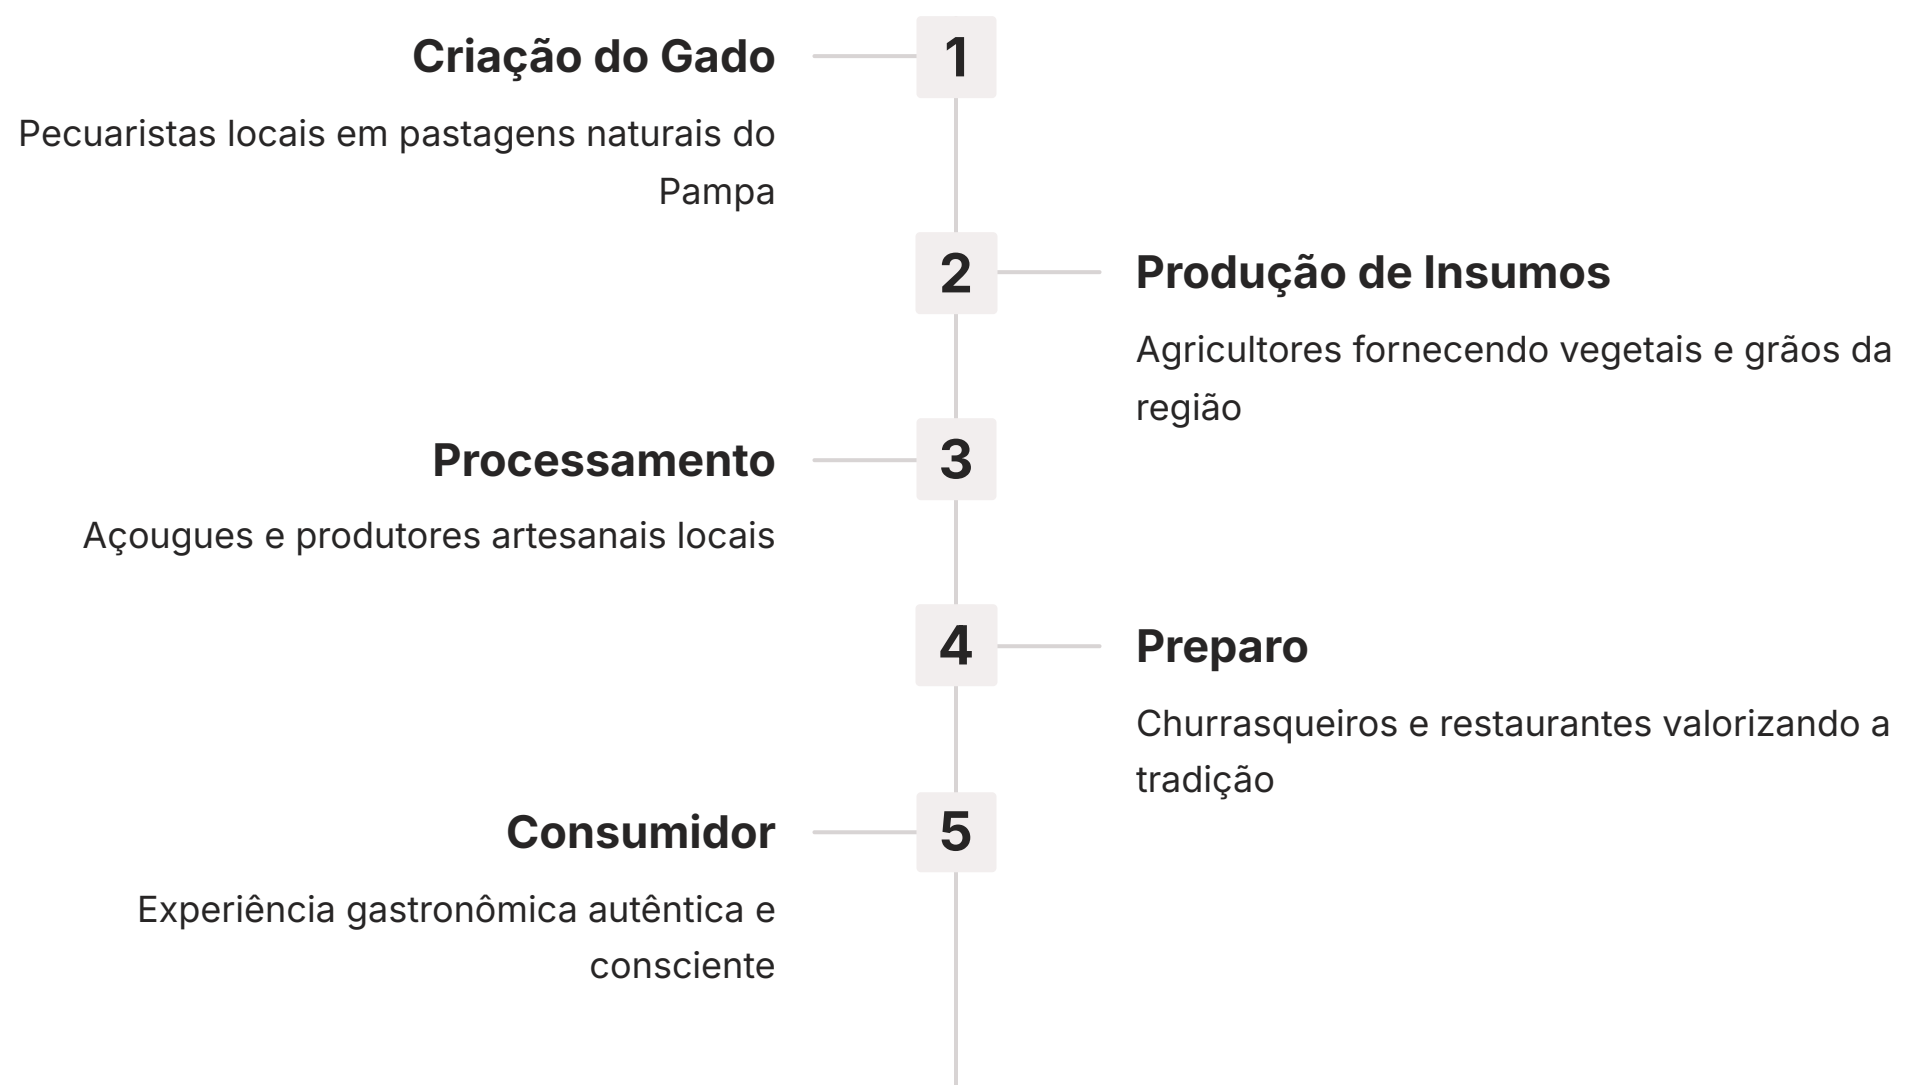 1
Criação do Gado
Pecuaristas locais em pastagens naturais do
Pampa
2
Produção de Insumos
Agricultores fornecendo vegetais e grãos da
região
3
Processamento
Açougues e produtores artesanais locais
4
Preparo
Churrasqueiros e restaurantes valorizando a
tradição
5
Consumidor
Experiência gastronômica autêntica e
consciente